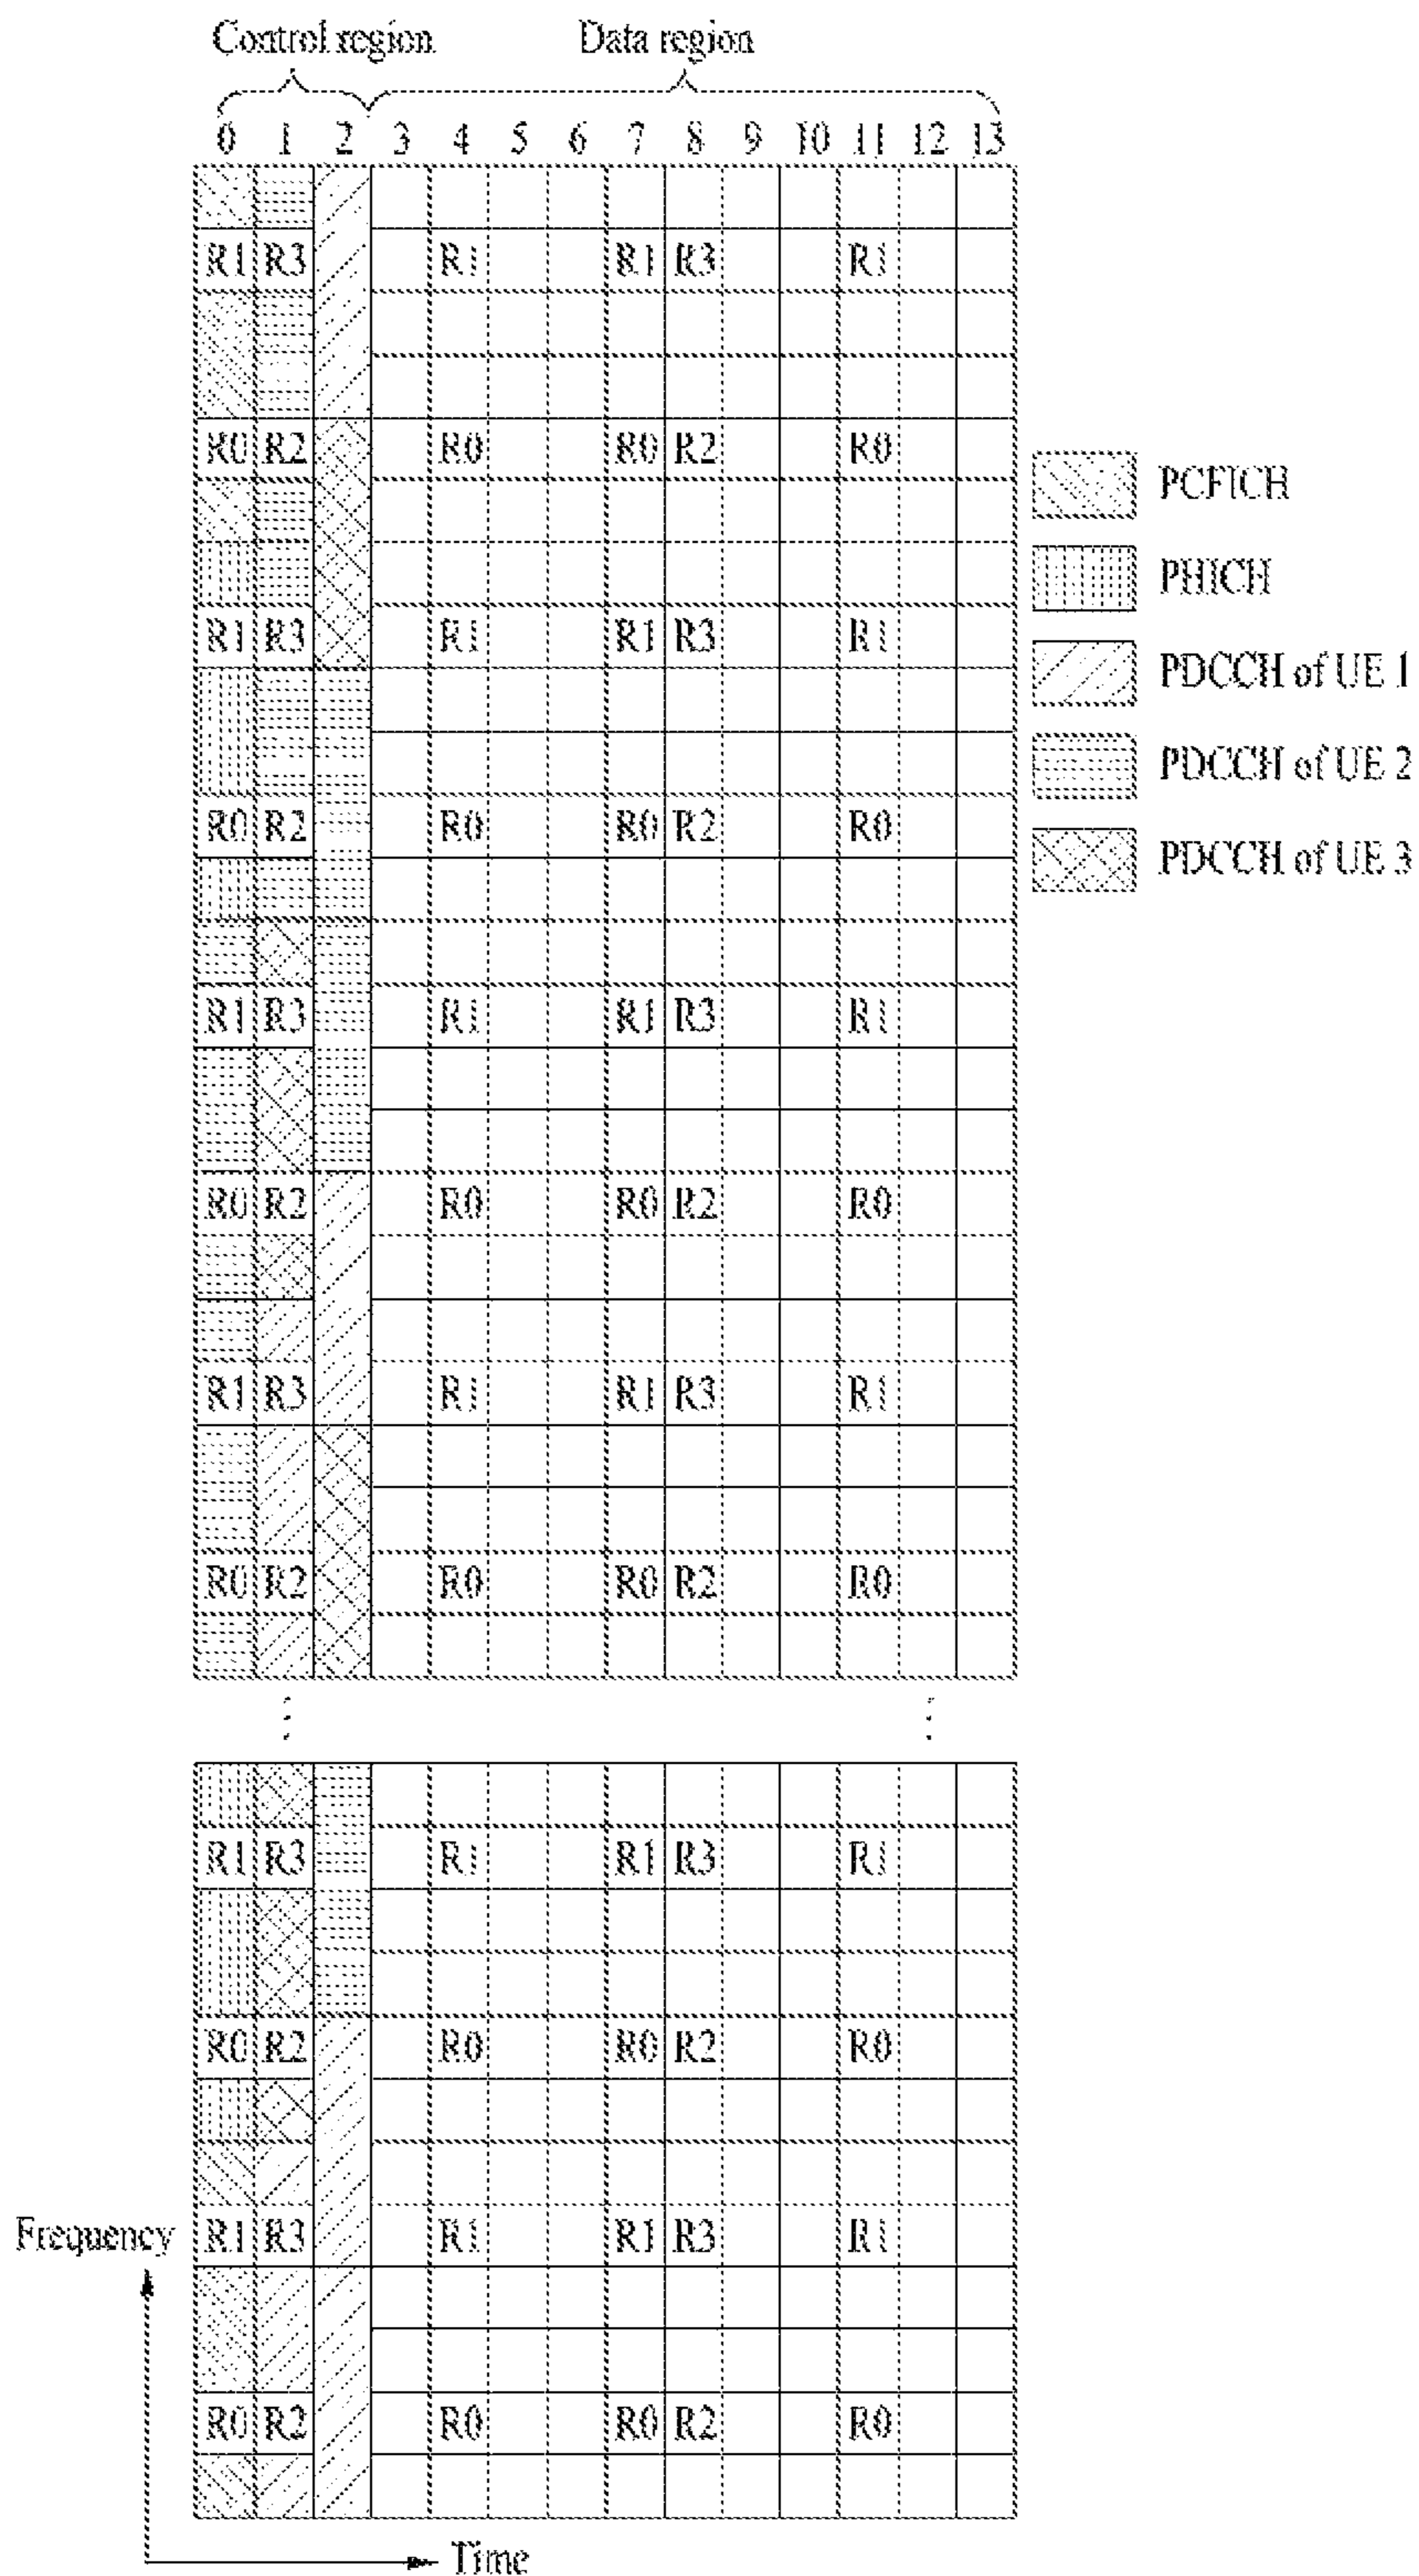 Control region Data region
0 1 2 3 4 5 6 7 8 9 10 11 12 13
R1 R3 R1 R1 R3 R1
R0 R2 R0 R0 R2 R0
PCFICH
PHICH
R1 R3 R1 R1 R3 R1
PDCCH of UE 1
PDCCH of UE 2
R0 R2 R0 R0 R2 R0
PDCCH of UE 3
R1 R3 R1 R1 R3 R1
R0 R2 R0 R0 R2 R0
R1 R3 R1 R1 R3 R1
R0 R2 R0 R0 R2 R0
R1 R3 R1 R1 R3 R1
R0 R2 R0 R0 R2 R0
Frequency R1 R3 R1 R1 R3 R1
R0 R2 R0 R0 R2 R0
Time